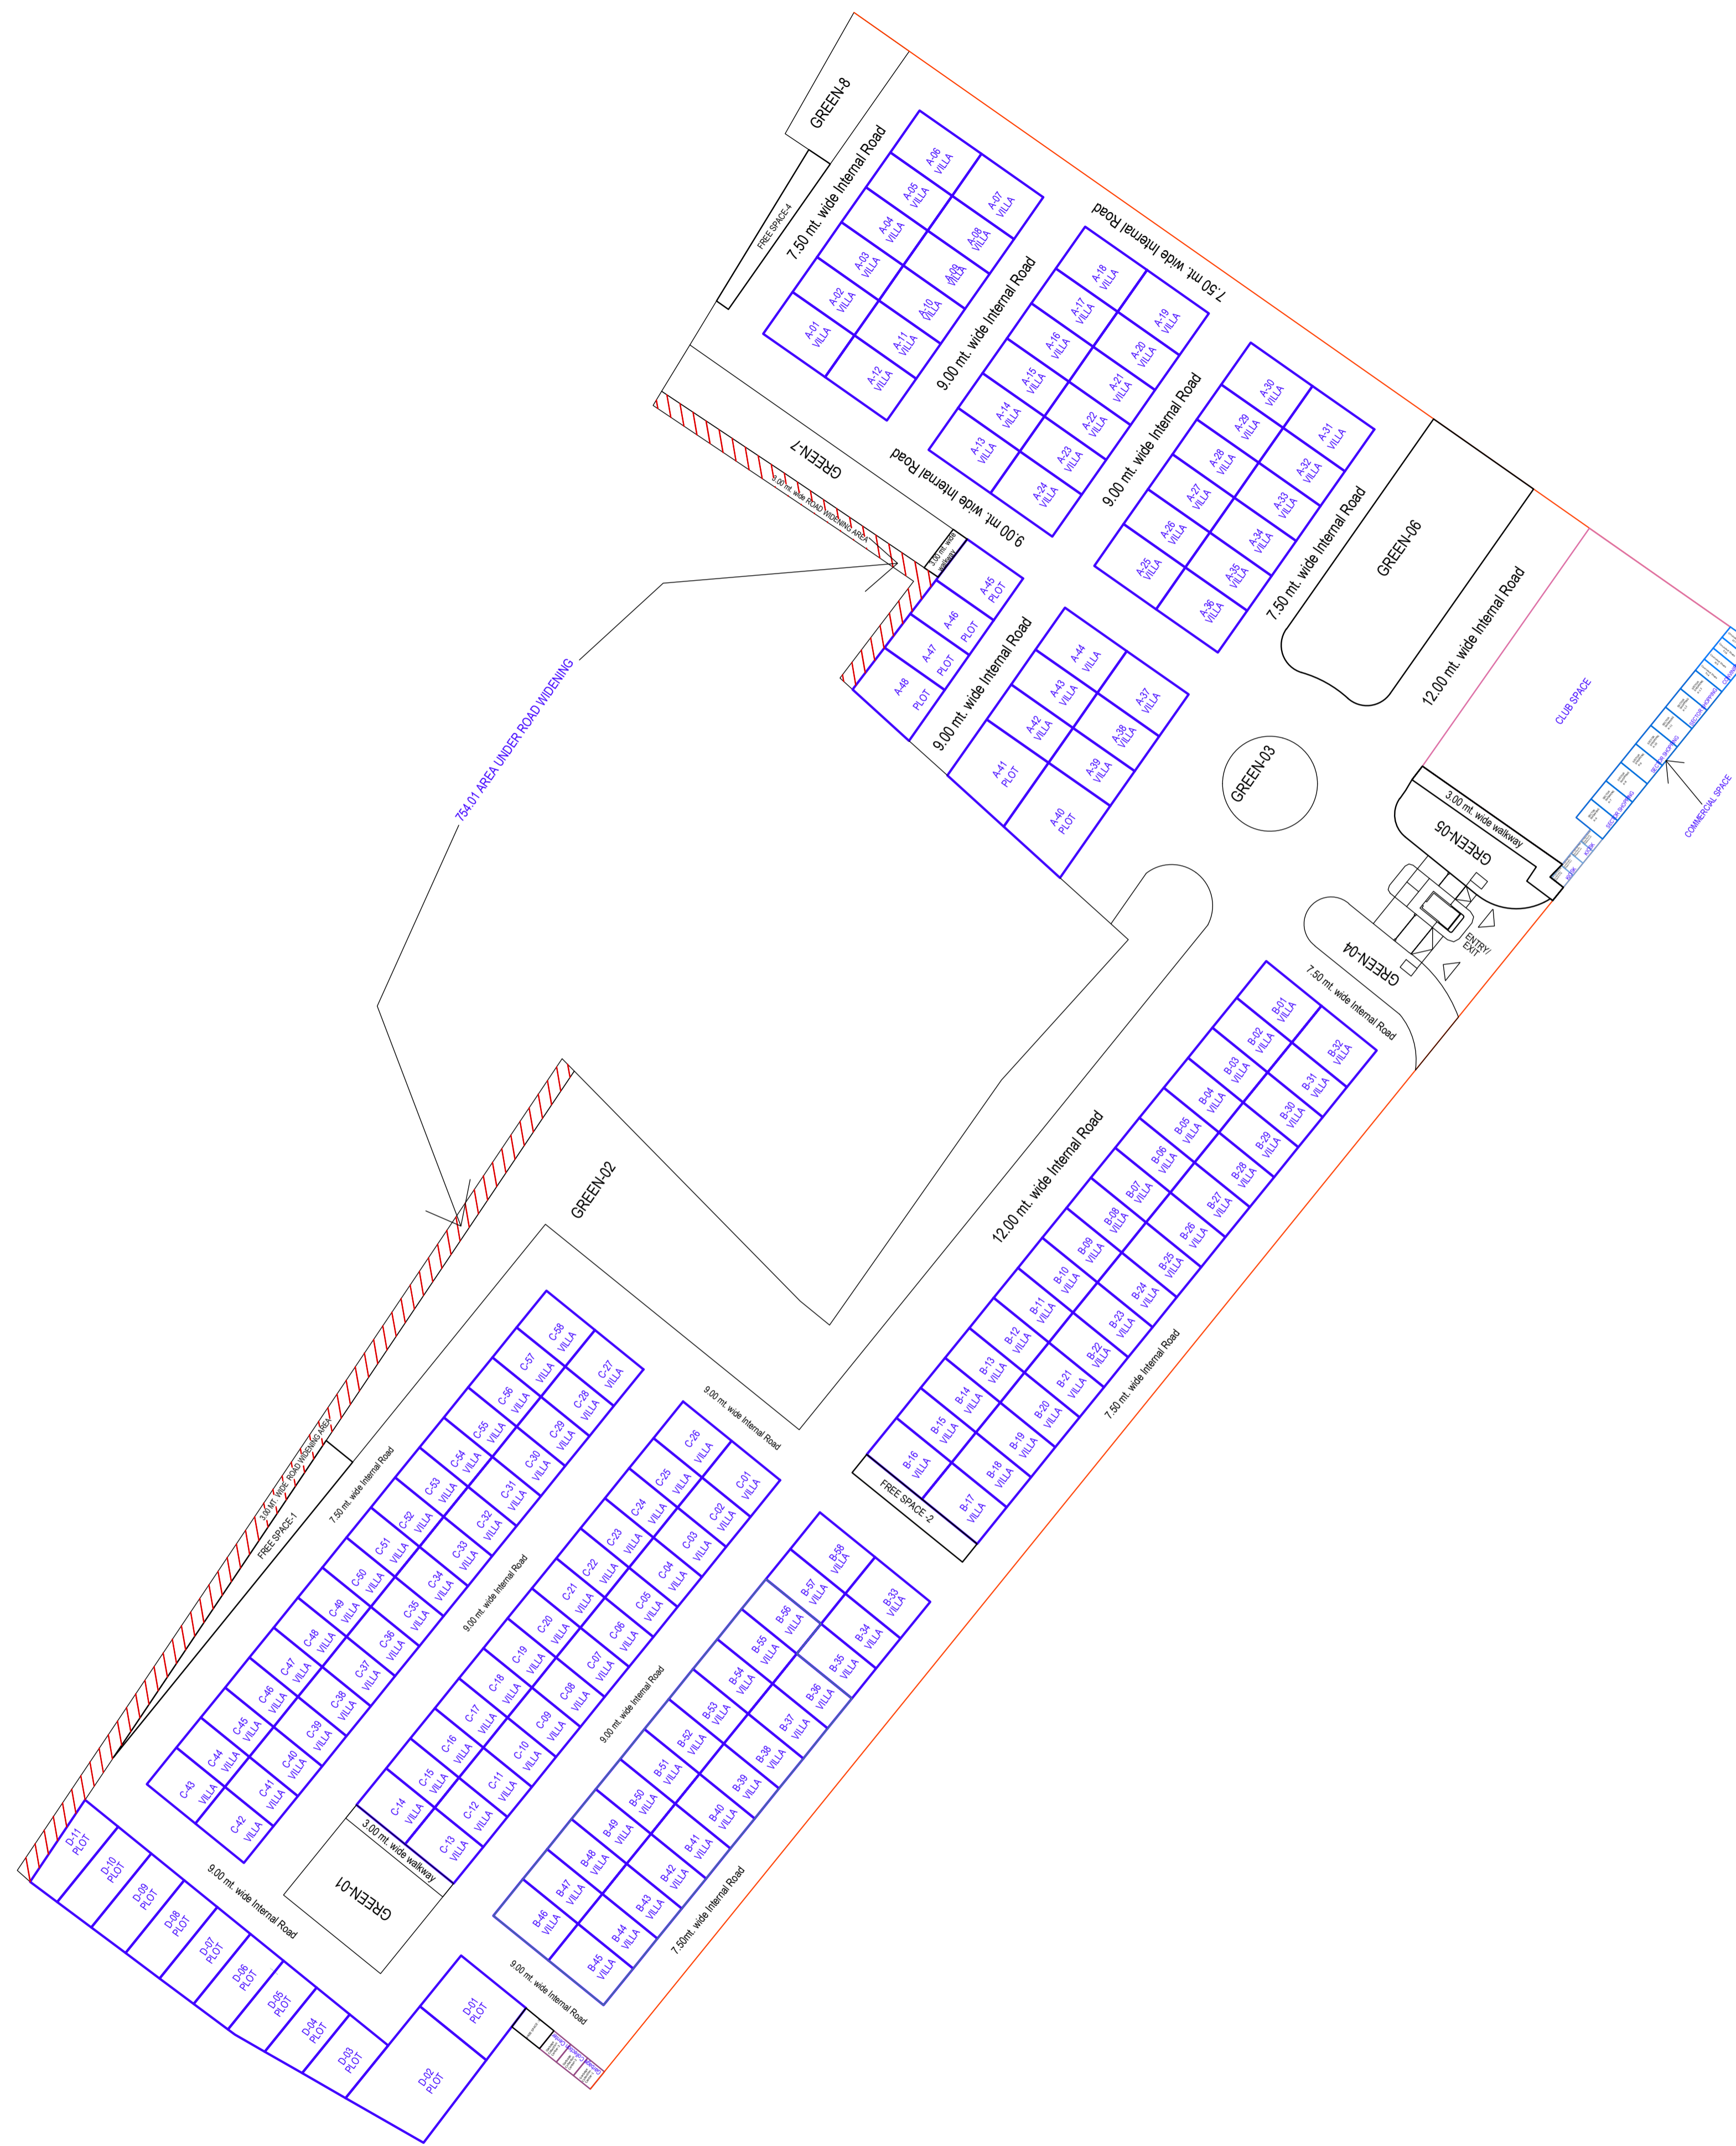 GREEN-8
FREE SPACE-4
7.50 mt. wide Internal Road
A-06
VILLA
A-05
VILLA
A-04
VILLA
A-03
VILLA
A-02
VILLA
A-01
VILLA
A-07
VILLA
A-08
VILLA
A-09
VILLA
A-10
VILLA
A-11
VILLA
A-12
VILLA
9.00 mt. wide Internal Road
7.50 mt. wide Internal Road
A-18
VILLA
A-17
VILLA
A-16
VILLA
A-15
VILLA
A-14
VILLA
A-13
VILLA
A-19
VILLA
A-20
VILLA
A-21
VILLA
A-22
VILLA
A-23
VILLA
A-24
VILLA
9.00 mt. wide Internal Road
A-30
VILLA
A-29
VILLA
A-28
VILLA
A-27
VILLA
A-26
VILLA
A-25
VILLA
A-31
VILLA
A-32
VILLA
A-33
VILLA
A-34
VILLA
A-35
VILLA
A-36
VILLA
7.50 mt. wide Internal Road
GREEN-06
12.00 mt. wide Internal Road
GREEN-7
9.00 mt. wide Internal Road
ROAD WIDENING AREA
3.00 mt. wide
walkway
A-45
PLOT
A-46
PLOT
A-47
PLOT
A-48
PLOT
9.00 mt. wide Internal Road
A-44
VILLA
A-43
VILLA
A-42
VILLA
A-41
PLOT
A-37
VILLA
A-38
VILLA
A-39
VILLA
A-40
PLOT
754.01 AREA UNDER ROAD WIDENING
GREEN-03
CLUB SPACE
SECTOR SHOPPING
SECTOR SHOPPING
SECTOR SHOPPING
KIOSK
KIOSK
COMMERCIAL SPACE
3.00 mt. wide walkway
GREEN-05
ENTRY/
EXIT
GREEN-04
7.50 mt. wide Internal Road
B-01
VILLA
B-02
VILLA
B-03
VILLA
B-04
VILLA
B-05
VILLA
B-06
VILLA
B-07
VILLA
B-08
VILLA
B-09
VILLA
B-10
VILLA
B-11
VILLA
B-12
VILLA
B-13
VILLA
B-14
VILLA
B-15
VILLA
B-16
VILLA
B-32
VILLA
B-31
VILLA
B-30
VILLA
B-29
VILLA
B-28
VILLA
B-27
VILLA
B-26
VILLA
B-25
VILLA
B-24
VILLA
B-23
VILLA
B-22
VILLA
B-21
VILLA
B-20
VILLA
B-19
VILLA
B-18
VILLA
B-17
VILLA
12.00 mt. wide Internal Road
7.50 mt. wide Internal Road
FREE SPACE -2
GREEN-02
3.00 MT. WIDE ROAD WIDENING AREA
FREE SPACE-1
7.50 mt. wide Internal Road
C-58
VILLA
C-57
VILLA
C-56
VILLA
C-55
VILLA
C-54
VILLA
C-53
VILLA
C-52
VILLA
C-51
VILLA
C-50
VILLA
C-49
VILLA
C-48
VILLA
C-47
VILLA
C-46
VILLA
C-45
VILLA
C-44
VILLA
C-43
VILLA
C-27
VILLA
C-28
VILLA
C-29
VILLA
C-30
VILLA
C-31
VILLA
C-32
VILLA
C-33
VILLA
C-34
VILLA
C-35
VILLA
C-36
VILLA
C-37
VILLA
C-38
VILLA
C-39
VILLA
C-40
VILLA
C-41
VILLA
C-42
VILLA
9.00 mt. wide Internal Road
9.00 mt. wide Internal Road
C-26
VILLA
C-25
VILLA
C-24
VILLA
C-23
VILLA
C-22
VILLA
C-21
VILLA
C-20
VILLA
C-19
VILLA
C-18
VILLA
C-17
VILLA
C-16
VILLA
C-15
VILLA
C-14
VILLA
C-01
VILLA
C-02
VILLA
C-03
VILLA
C-04
VILLA
C-05
VILLA
C-06
VILLA
C-07
VILLA
C-08
VILLA
C-09
VILLA
C-10
VILLA
C-11
VILLA
C-12
VILLA
C-13
VILLA
3.00 mt. wide walkway
GREEN-01
9.00 mt. wide Internal Road
B-58
VILLA
B-57
VILLA
B-56
VILLA
B-55
VILLA
B-54
VILLA
B-53
VILLA
B-52
VILLA
B-51
VILLA
B-50
VILLA
B-49
VILLA
B-48
VILLA
B-47
VILLA
B-46
VILLA
B-33
VILLA
B-34
VILLA
B-35
VILLA
B-36
VILLA
B-37
VILLA
B-38
VILLA
B-39
VILLA
B-40
VILLA
B-41
VILLA
B-42
VILLA
B-43
VILLA
B-44
VILLA
B-45
VILLA
7.50mt. wide Internal Road
9.00 mt. wide Internal Road
9.00 mt. wide Internal Road
D-11
PLOT
D-10
PLOT
D-09
PLOT
D-08
PLOT
D-07
PLOT
D-06
PLOT
D-05
PLOT
D-04
PLOT
D-03
PLOT
D-02
PLOT
D-01
PLOT